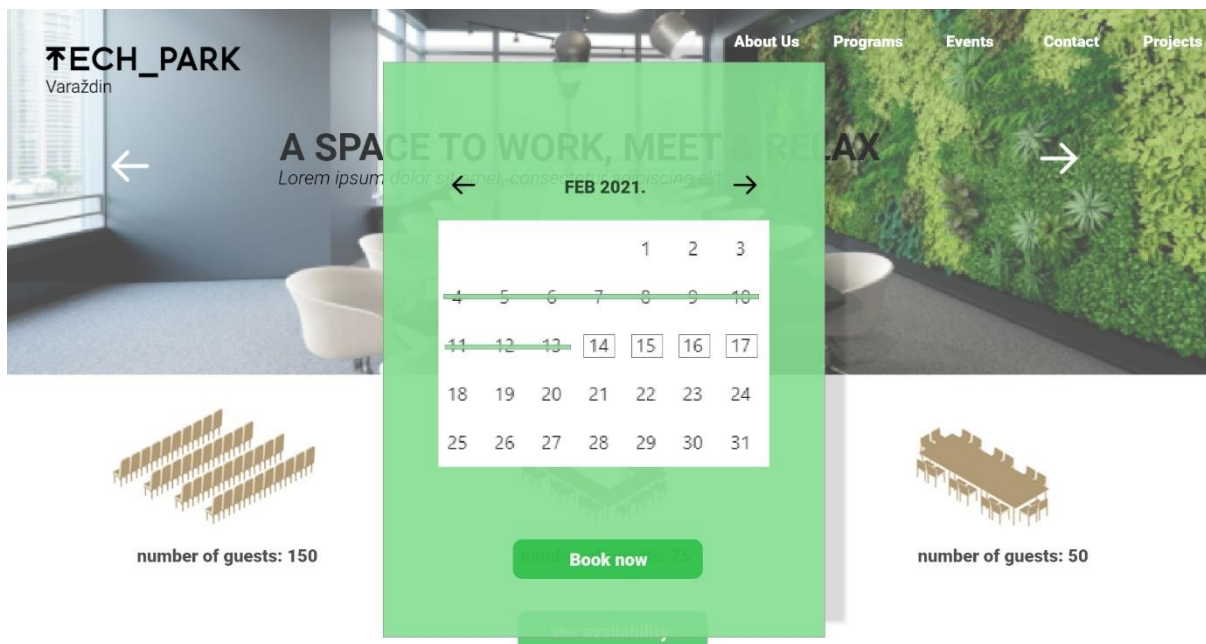 TECH_PARK
Varaždin
About Us Programs Events Contact Projects
A SPACE TO WORK, MEET & RELAX
Lorem ipsum dolor sit amet, consectetur adipiscing elit
FEB 2021.
1 2 3
4 5 6 7 8 9 10
11 12 13 14 15 16 17
18 19 20 21 22 23 24
25 26 27 28 29 30 31
number of guests: 150
number of guests: 75
number of guests: 50
Book now
see availability